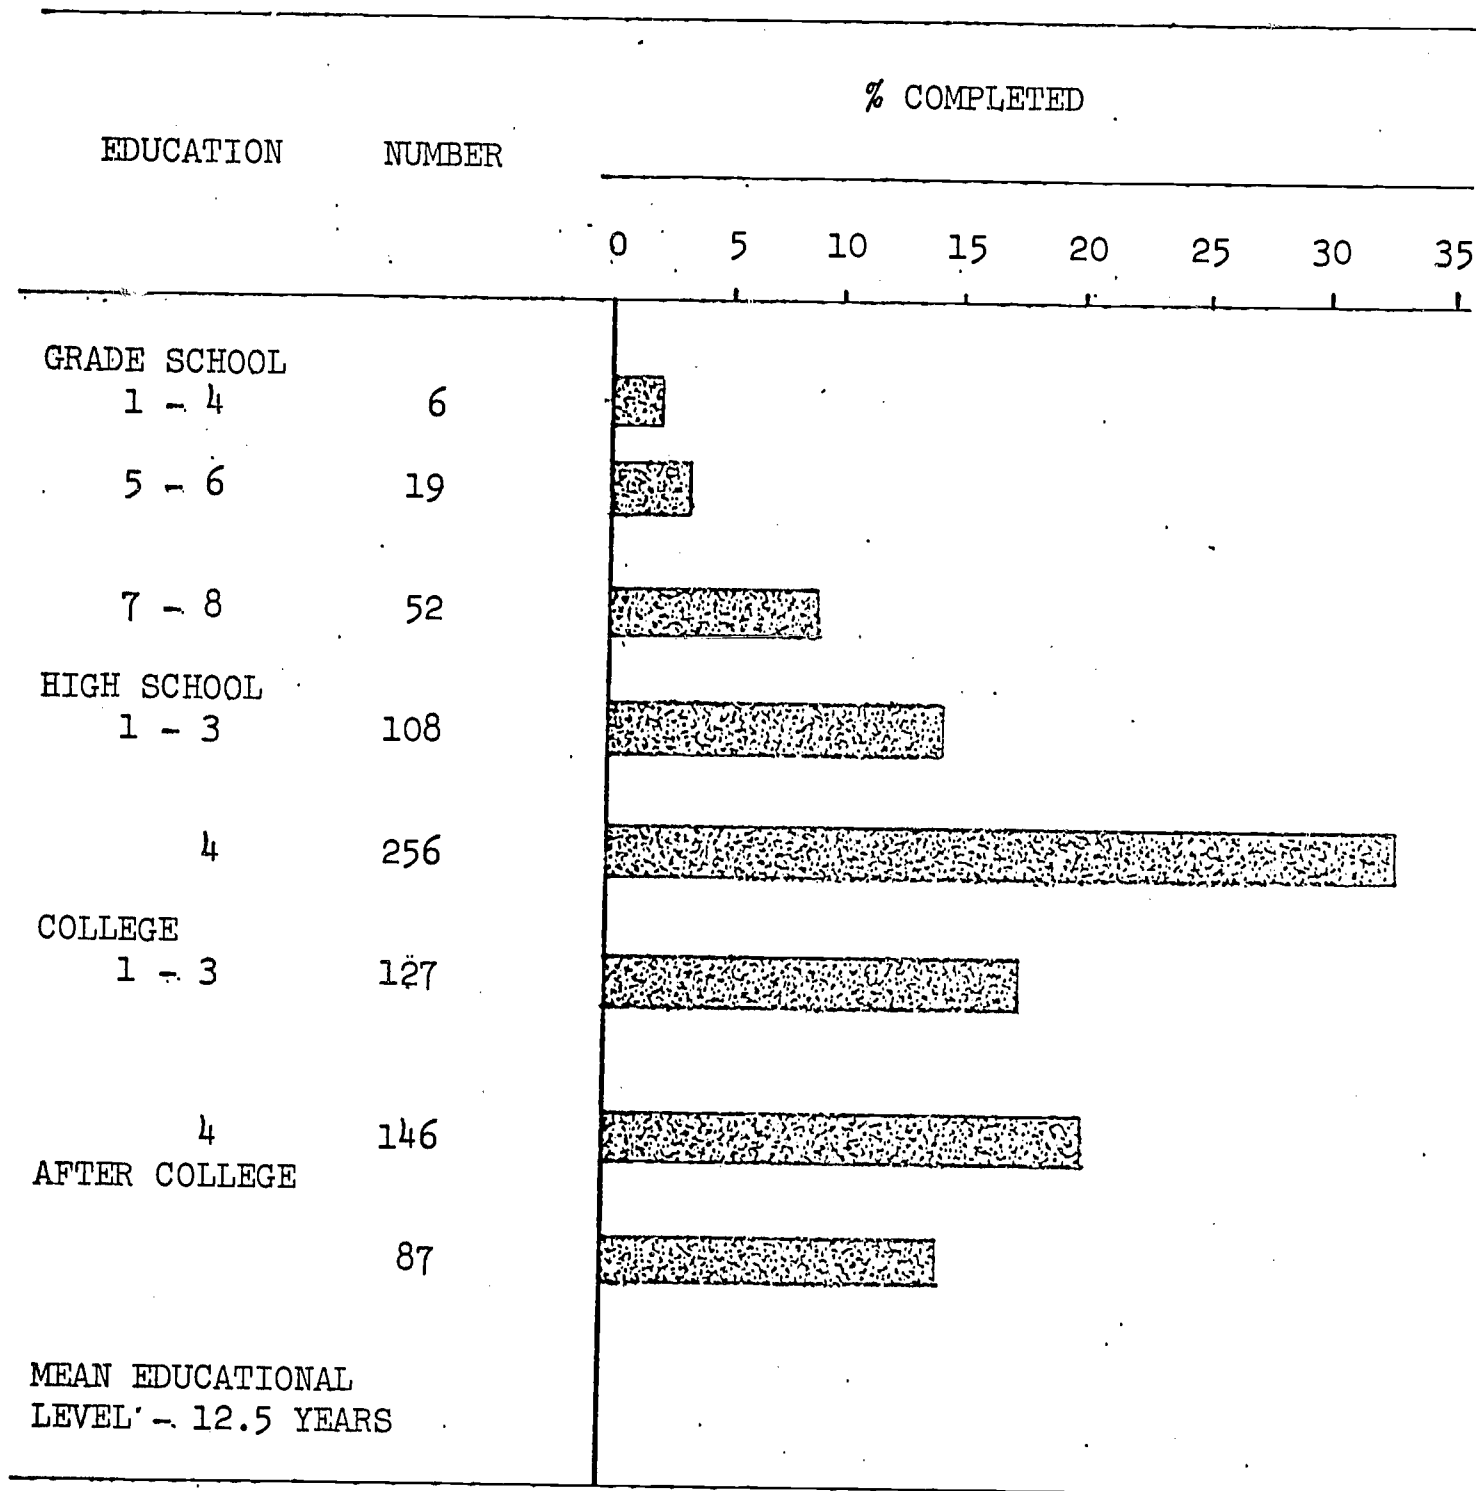 % COMPLETED
EDUCATION NUMBER
0 5 10 15 20 25 30 35
GRADE SCHOOL
1 - 4 6
5 - 6 19
7 - 8 52
HIGH SCHOOL
1 - 3 108
4 256
COLLEGE
1 - 3 127
4 146
AFTER COLLEGE
87
MEAN EDUCATIONAL
LEVEL - 12.5 YEARS